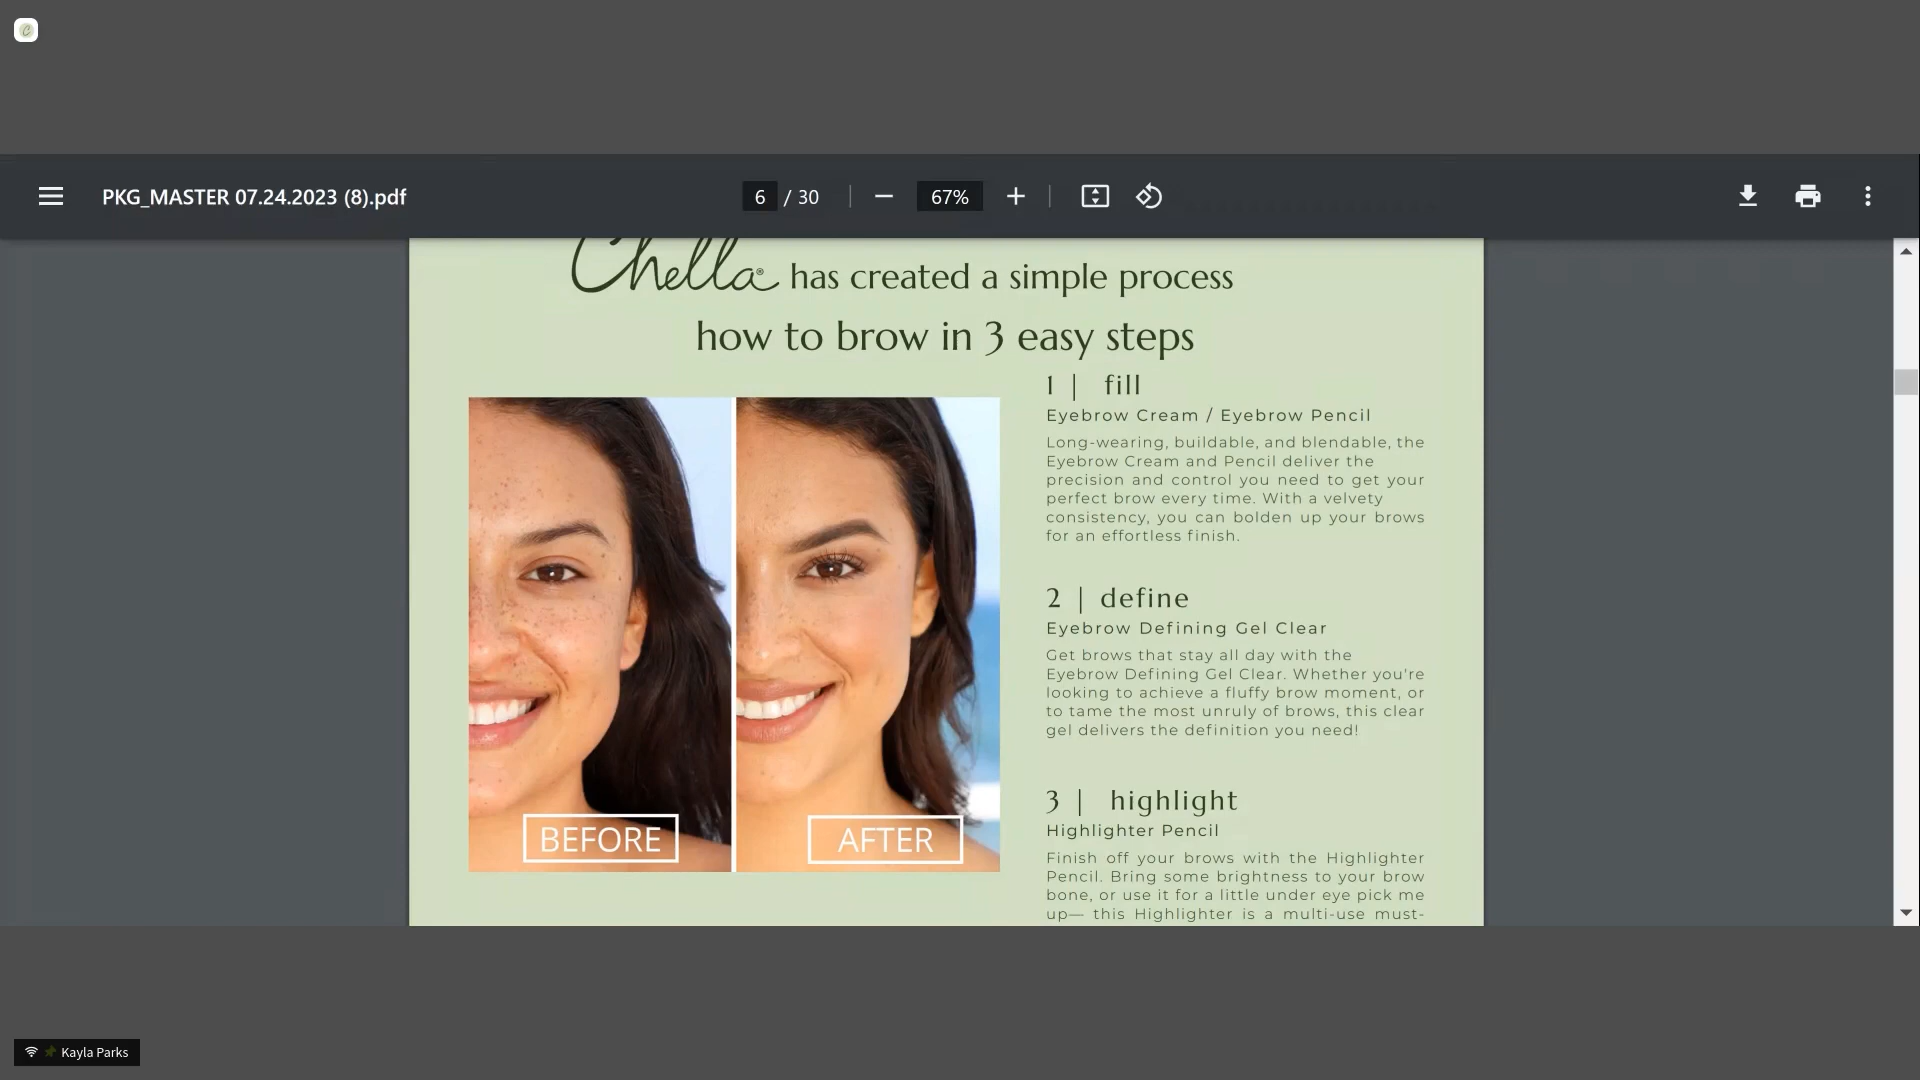 PKG_MASTER 07.24.2023 (8).pdf
6 / 30
67%
Chella® has created a simple process
how to brow in 3 easy steps
BEFORE
AFTER
1 | fill
Eyebrow Cream / Eyebrow Pencil
Long-wearing, buildable, and blendable, the
Eyebrow Cream and Pencil deliver the
precision and control you need to get your
perfect brow every time. With a velvety
consistency, you can bolden up your brows
for an effortless finish.
2 | define
Eyebrow Defining Gel Clear
Get brows that stay all day with the
Eyebrow Defining Gel Clear. Whether you're
looking to achieve a fluffy brow moment, or
to tame the most unruly of brows, this clear
gel delivers the definition you need!
3 | highlight
Highlighter Pencil
Finish off your brows with the Highlighter
Pencil. Bring some brightness to your brow
bone, or use it for a little under eye pick me
up— this Highlighter is a multi-use must-
Kayla Parks